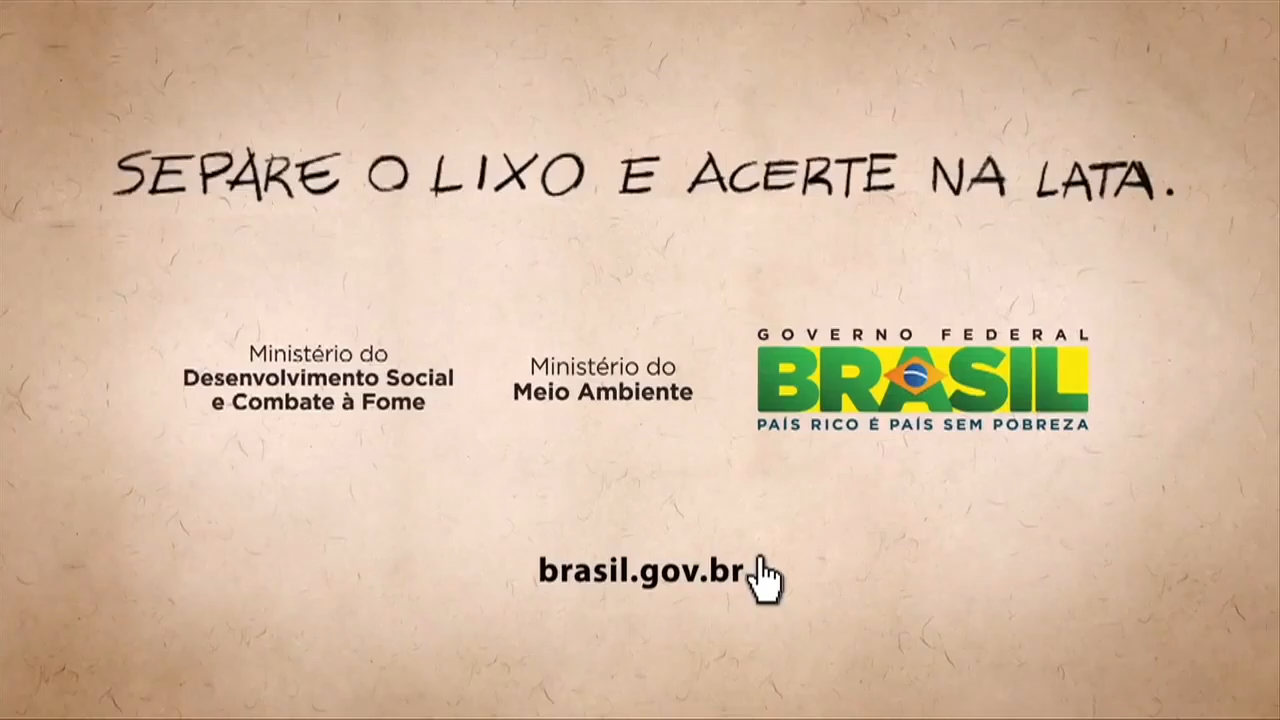 SEPARE O LIXO E ACERTE NA LATA.
Ministério do
Desenvolvimento Social
e Combate à Fome
Ministério do
Meio Ambiente
GOVERNO FEDERAL
BRASIL
PAÍS RICO É PAÍS SEM POBREZA
brasil.gov.br